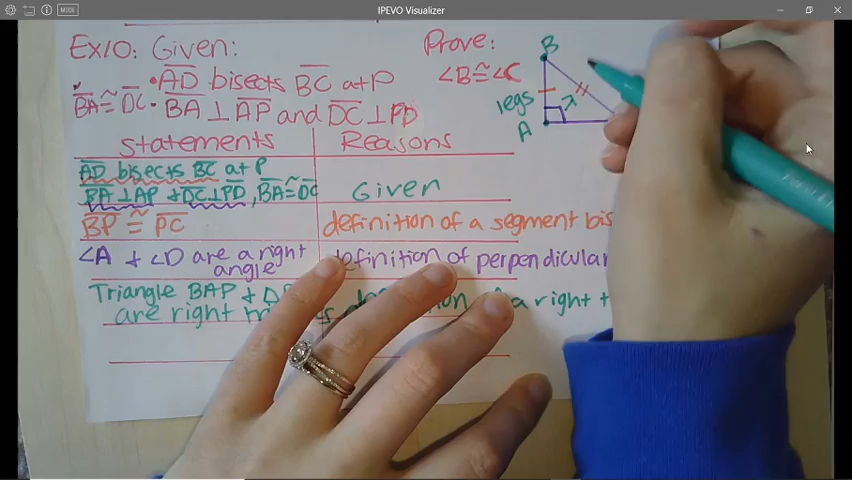 IPEVO Visualizer
MODE
Ex10: Given:
Prove:
∠B≅∠C
• AD bisects BC at P
BA≅DC • BA ⊥ AP and DC ⊥ PD
B
legs
A
statements
Reasons
AD bisects BC at P
BA ⊥ AP + DC ⊥ PD, BA ≅ DC
Given
BP ≅ PC
definition of a segment bis
∠A + ∠D are a right
angle
definition of perpendicular
Triangle BAP +
are right
of a right